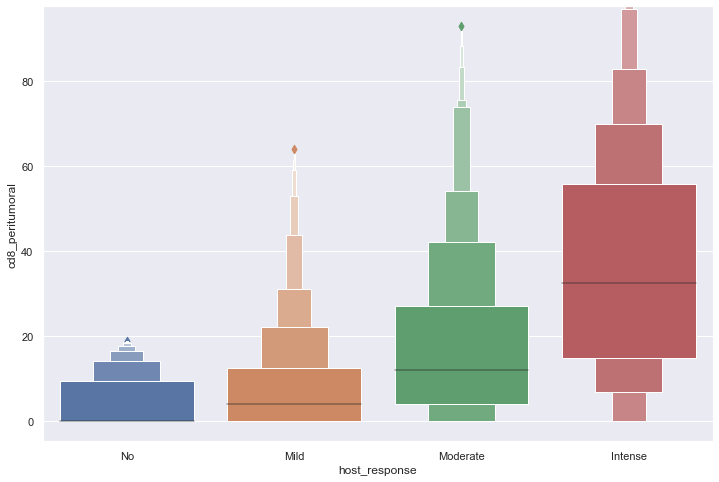 cd8_peritumoral
80
60
40
20
0
No Mild Moderate Intense
host_response